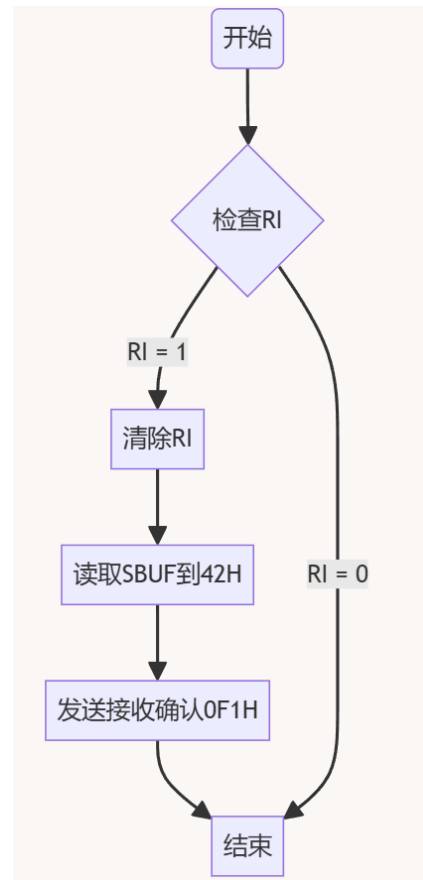 开始
检查RI
RI = 1
清除RI
读取SBUF到42H
RI = 0
发送接收确认0F1H
结束